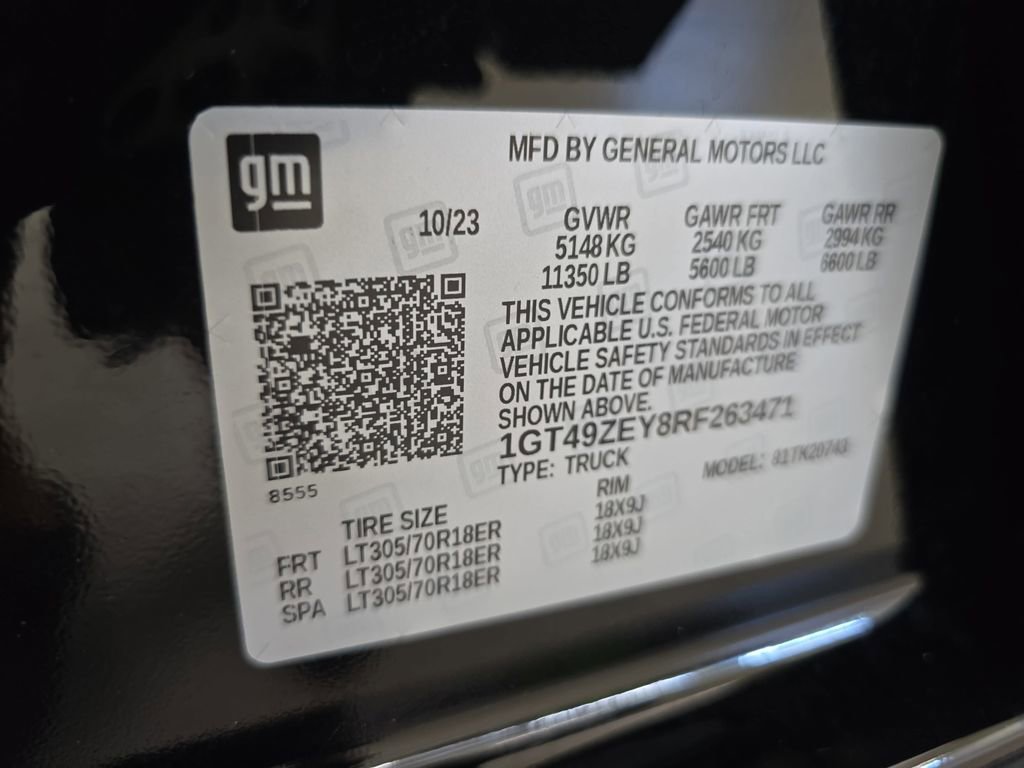 gm
MFD BY GENERAL MOTORS LLC
10/23
GVWR GAWR FRT GAWR RR
5148 KG 2540 KG 2994 KG
11350 LB 5600 LB 6600 LB
THIS VEHICLE CONFORMS TO ALL
APPLICABLE U.S. FEDERAL MOTOR
VEHICLE SAFETY STANDARDS IN EFFECT
ON THE DATE OF MANUFACTURE
SHOWN ABOVE.
1GT49ZEY8RF263471
TYPE: TRUCK MODEL: 91TK20743
8555
TIRE SIZE RIM
FRT LT305/70R18ER 18X9J
RR LT305/70R18ER 18X9J
SPA LT305/70R18ER 18X9J